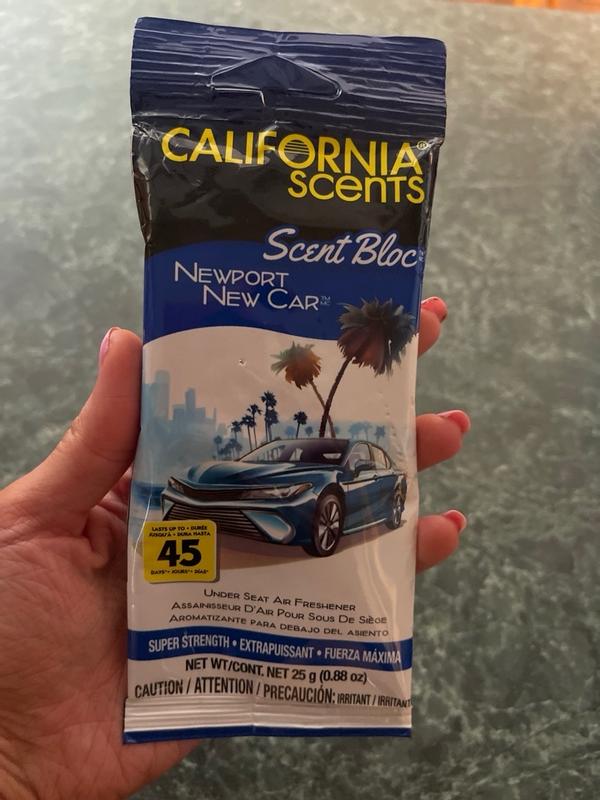 CALIFORNIA®
SCENTS
Scent Bloc
NEWPORT
NEW CAR™
MC
LASTS UP TO • DURÉE
JUSQU'À • DURA HASTA
45
DAYS* • JOURS* • DÍAS*
UNDER SEAT AIR FRESHENER
ASSAINISSEUR D'AIR POUR SOUS DE SIÈGE
AROMATIZANTE PARA DEBAJO DEL ASIENTO
SUPER STRENGTH • EXTRAPUISSANT • FUERZA MÁXIMA
NET WT/CONT. NET 25 g (0.88 oz)
CAUTION / ATTENTION / PRECAUCIÓN: IRRITANT / IRRITANT